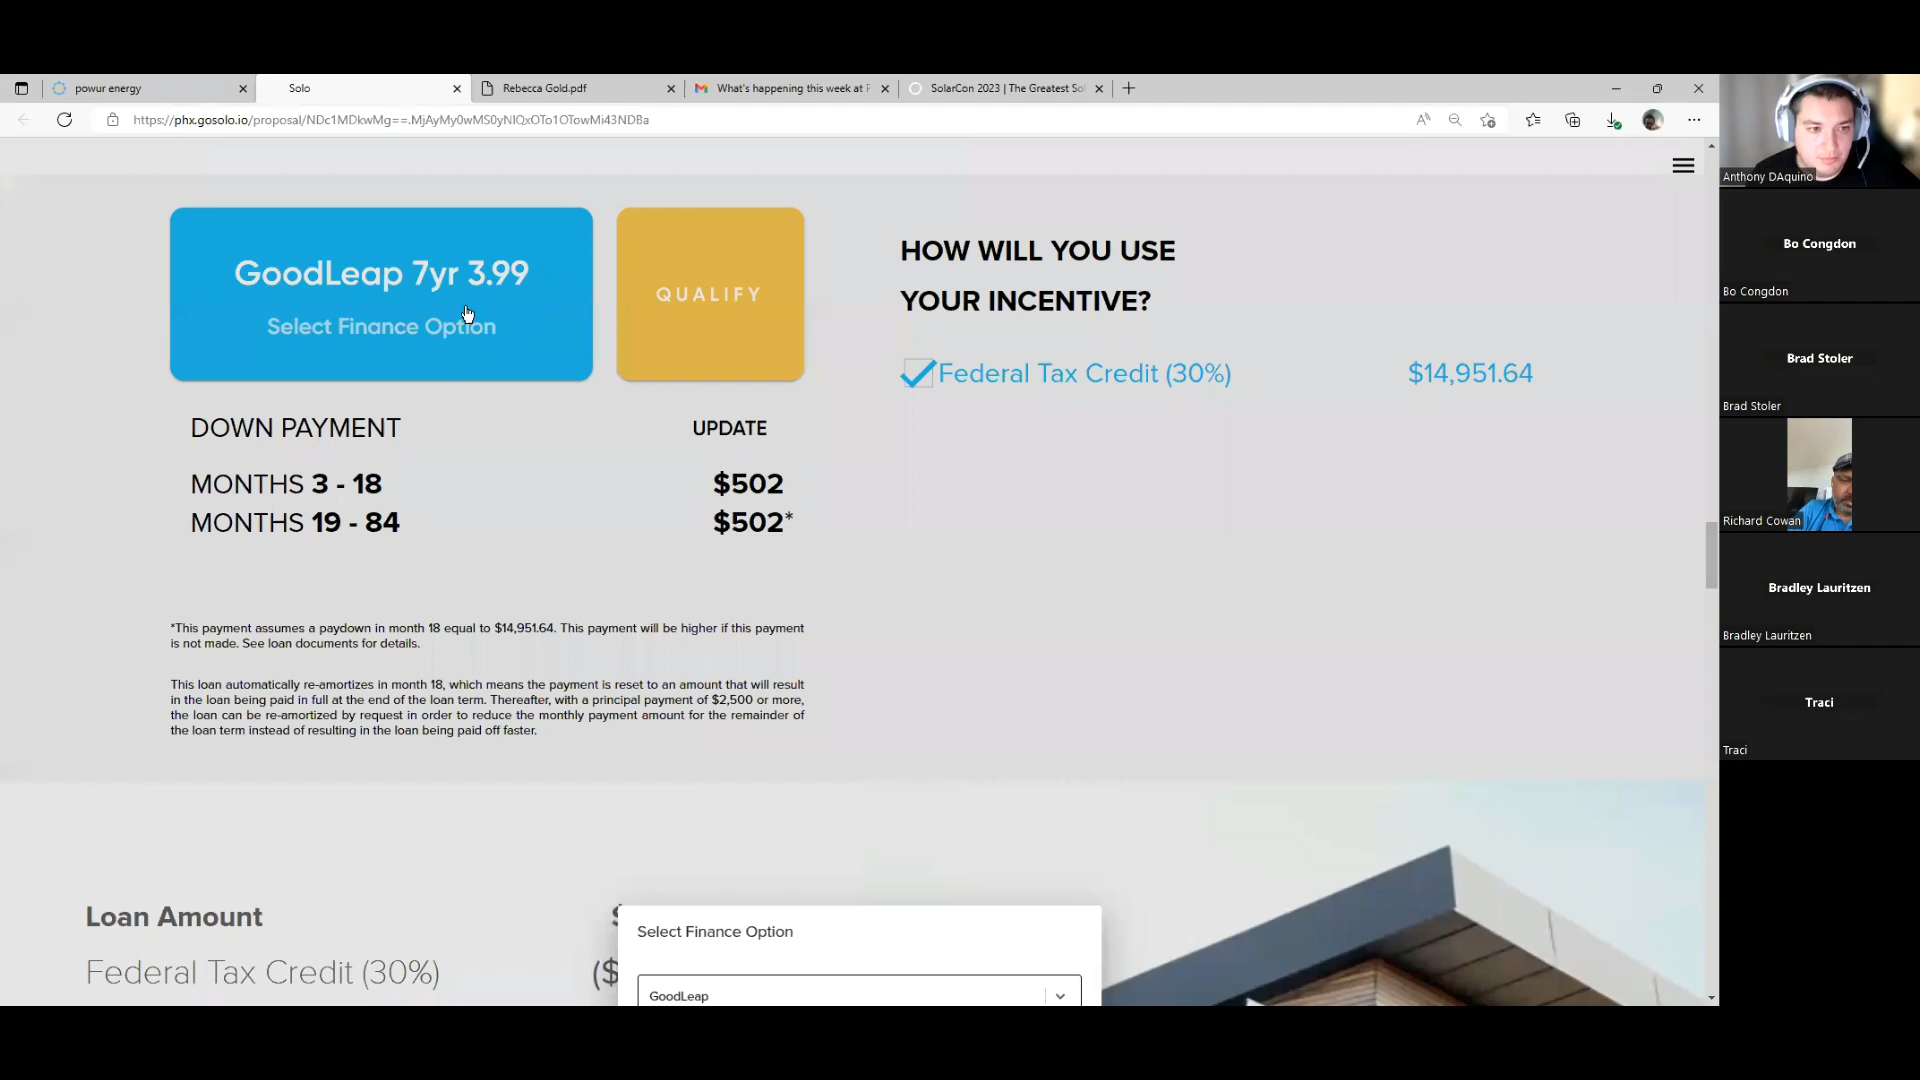 powur energy
Solo
Rebecca Gold.pdf
What's happening this week at P
SolarCon 2023 | The Greatest So
https://phx.gosolo.io/proposal/NDc1MDkwMg==.MjAyMy0wMS0yNlQxOTo1OTowMi43NDBa
GoodLeap 7yr 3.99
Select Finance Option
QUALIFY
HOW WILL YOU USE
YOUR INCENTIVE?
Federal Tax Credit (30%) $14,951.64
DOWN PAYMENT UPDATE
MONTHS 3 - 18 $502
MONTHS 19 - 84 $502*
*This payment assumes a paydown in month 18 equal to $14,951.64. This payment will be higher if this payment
is not made. See loan documents for details.
This loan automatically re-amortizes in month 18, which means the payment is reset to an amount that will result
in the loan being paid in full at the end of the loan term. Thereafter, with a principal payment of $2,500 or more,
the loan can be re-amortized by request in order to reduce the monthly payment amount for the remainder of
the loan term instead of resulting in the loan being paid off faster.
Loan Amount
Federal Tax Credit (30%) ($
Select Finance Option
GoodLeap
Anthony DAquino
Bo Congdon
Bo Congdon
Brad Stoler
Brad Stoler
Richard Cowan
Bradley Lauritzen
Bradley Lauritzen
Traci
Traci